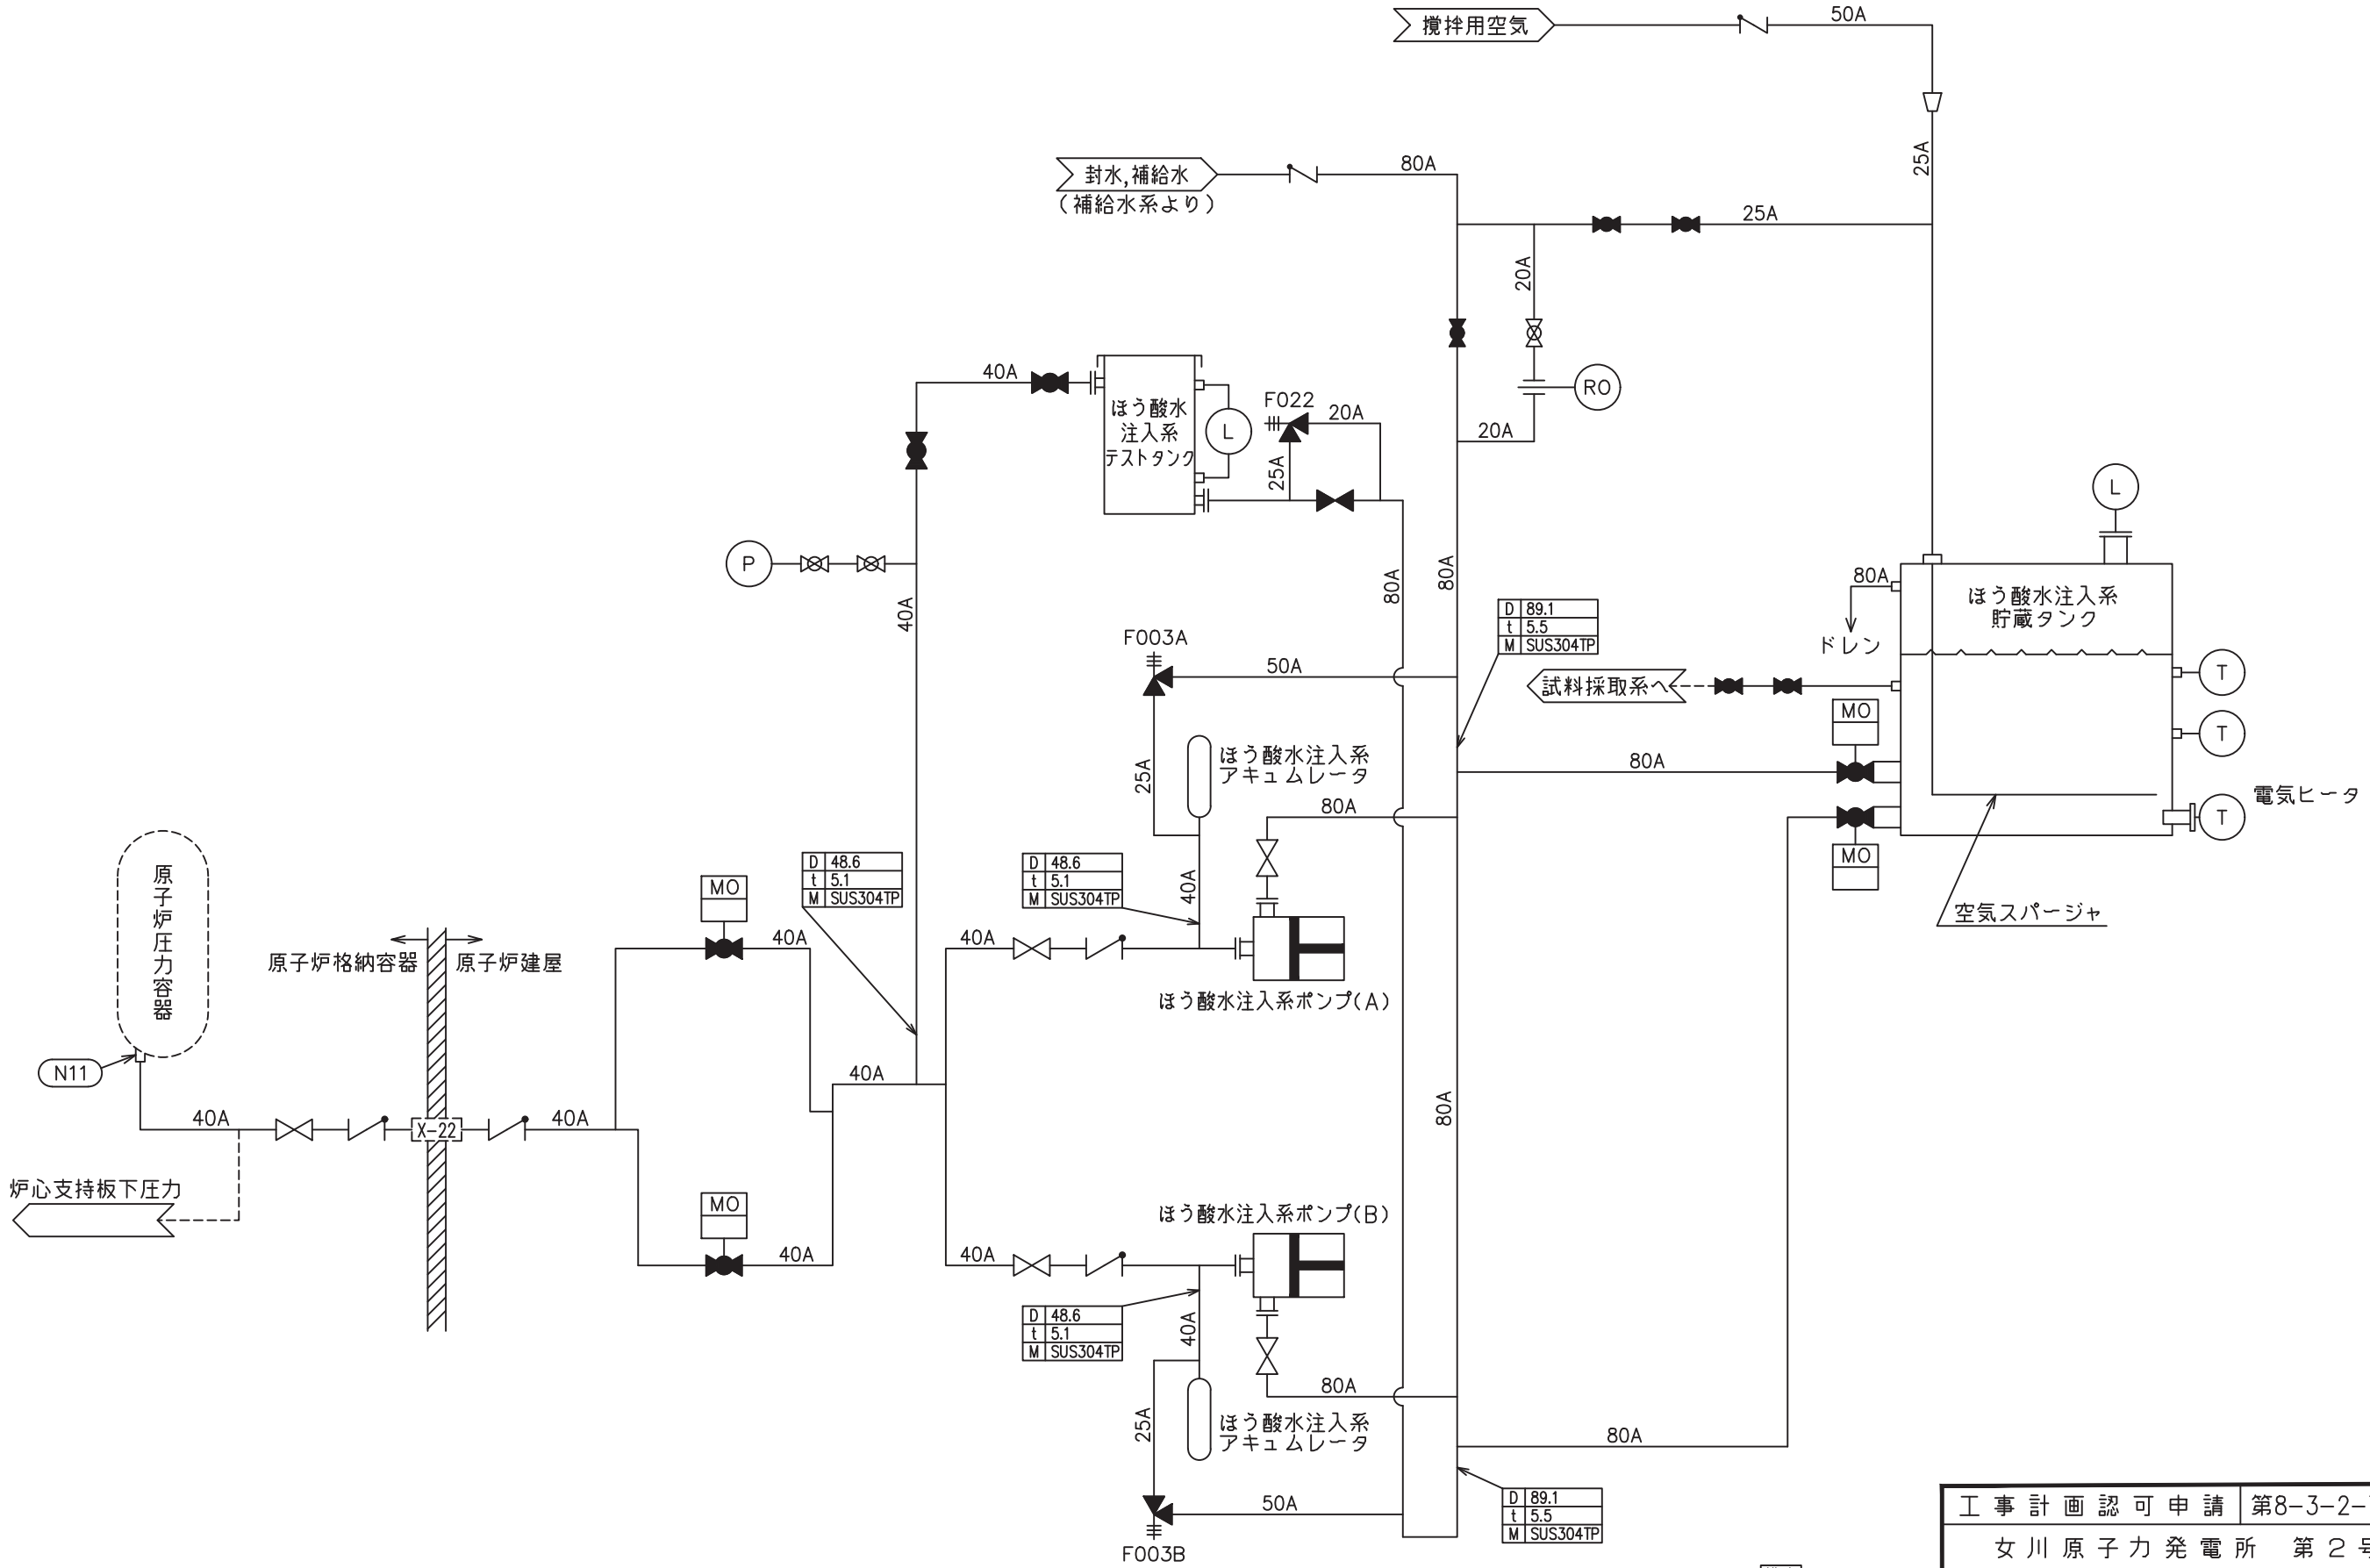 撹拌用空気
50A
25A
封水,補給水
(補給水系より)
80A
25A
20A
RO
20A
40A
ほう酸水
注入系
テストタンク
L
F022
20A
25A
P
40A
80A
80A
D 89.1
t 5.5
M SUS304TP
L
80A
ドレン
ほう酸水注入系
貯蔵タンク
試料採取系へ
T
T
T
電気ヒータ
MO
80A
MO
空気スパージャ
F003A
50A
25A
ほう酸水注入系
アキュムレータ
80A
40A
D 48.6
t 5.1
M SUS304TP
D 48.6
t 5.1
M SUS304TP
ほう酸水注入系ポンプ(A)
原子炉圧力容器
N11
原子炉格納容器
原子炉建屋
MO
40A
40A
40A
40A
X-22
40A
炉心支持板下圧力
MO
40A
80A
ほう酸水注入系ポンプ(B)
40A
D 48.6
t 5.1
M SUS304TP
40A
80A
25A
ほう酸水注入系
アキュムレータ
80A
50A
F003B
D 89.1
t 5.5
M SUS304TP
工事計画認可申請 第8-3-2-
女川原子力発電所 第2号